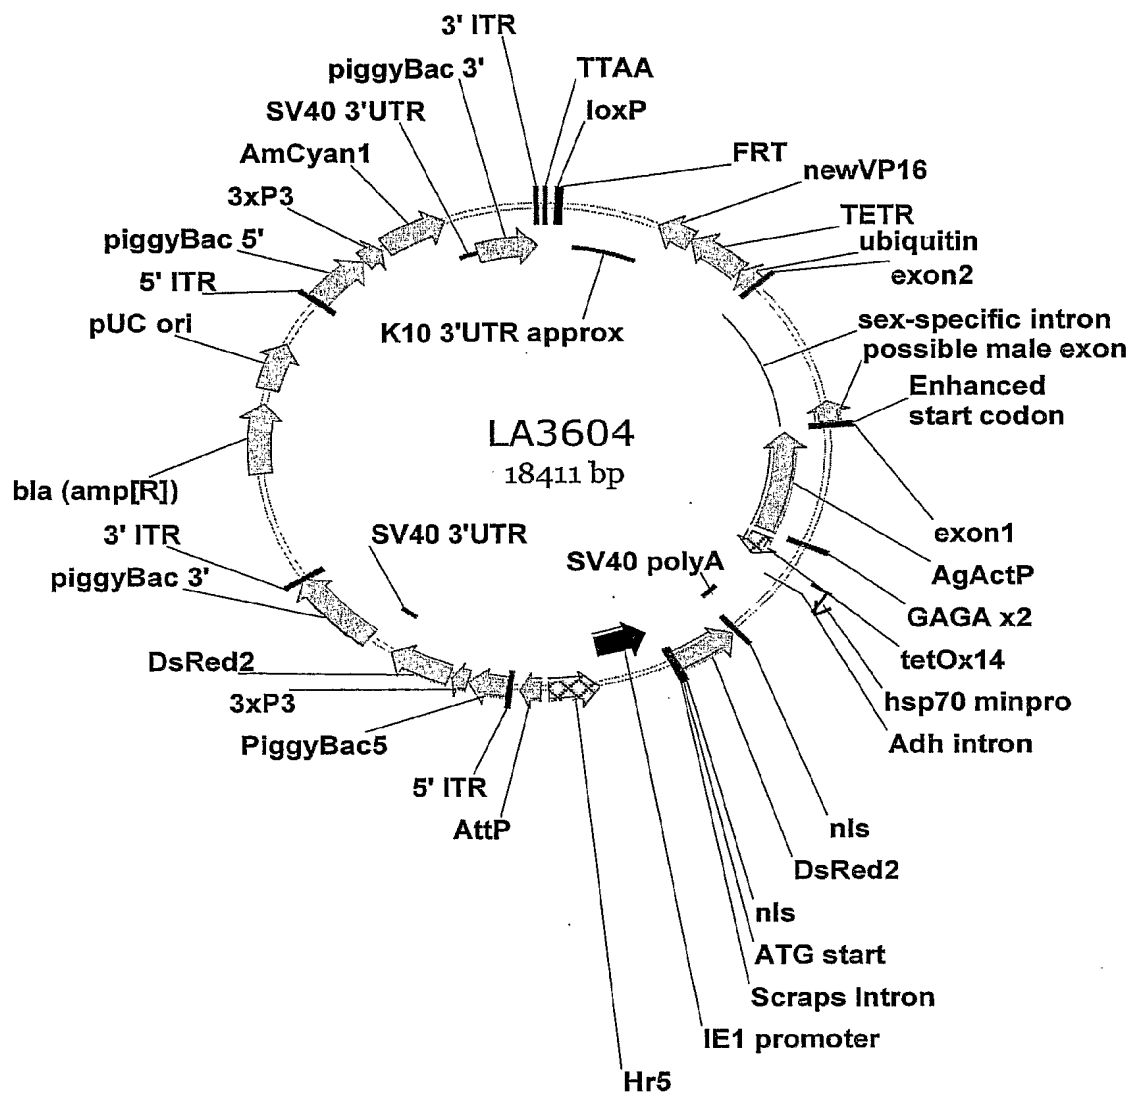 3' ITR
piggyBac 3'
TTAA
SV40 3'UTR
loxP
AmCyan1
FRT
newVP16
3xP3
TETR
piggyBac 5'
ubiquitin
5' ITR
exon2
pUC ori
K10 3'UTR approx
sex-specific intron
possible male exon
Enhanced
start codon
LA3604
18411 bp
bla (amp[R])
3' ITR
SV40 3'UTR
exon1
piggyBac 3'
SV40 polyA
AgActP
GAGA x2
DsRed2
tetOx14
3xP3
hsp70 minpro
PiggyBac5
Adh intron
5' ITR
AttP
nls
DsRed2
nls
ATG start
Scraps Intron
IE1 promoter
Hr5